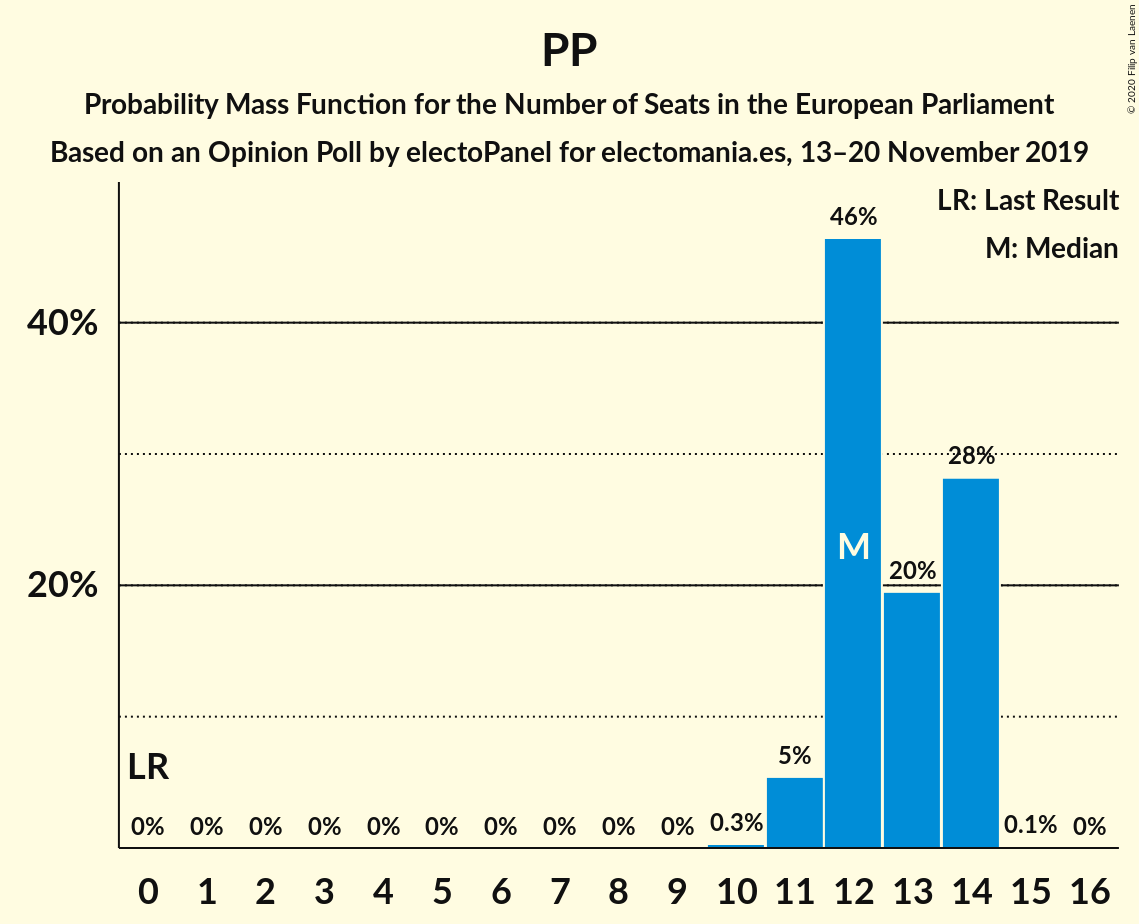 PP
Probability Mass Function for the Number of Seats in the European Parliament
Based on an Opinion Poll by electoPanel for electomania.es, 13–20 November 2019
© 2020 Filip van Laenen
LR: Last Result
M: Median
46%
40%
28%
M
20%
20%
5%
LR
0% 0% 0% 0% 0% 0% 0% 0% 0% 0% 0.3% 0.1% 0%
0 1 2 3 4 5 6 7 8 9 10 11 12 13 14 15 16